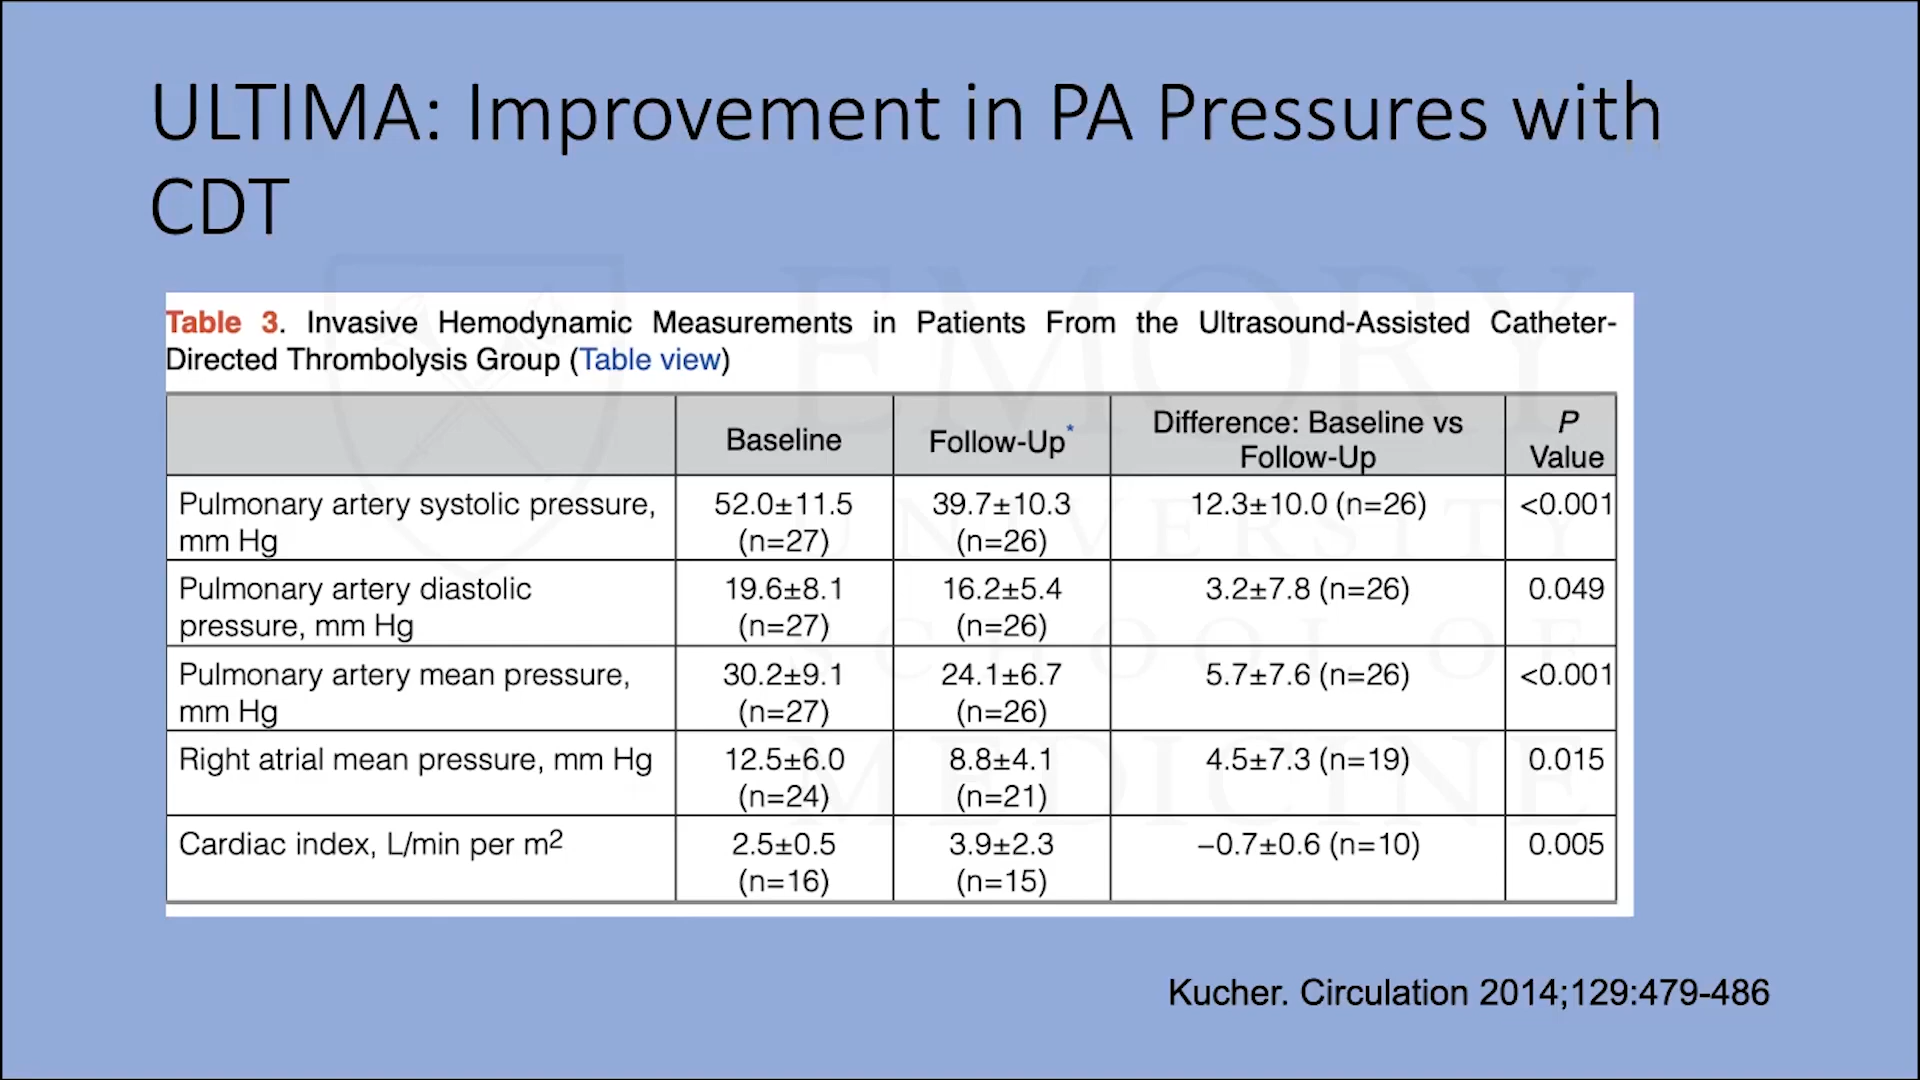 ULTIMA: Improvement in PA Pressures with
CDT
Table 3. Invasive Hemodynamic Measurements in Patients From the Ultrasound-Assisted Catheter-
Directed Thrombolysis Group (Table view)
Baseline Follow-Up* Difference: Baseline vs Follow-Up P Value
Pulmonary artery systolic pressure, mm Hg 52.0±11.5 (n=27) 39.7±10.3 (n=26) 12.3±10.0 (n=26) <0.001
Pulmonary artery diastolic pressure, mm Hg 19.6±8.1 (n=27) 16.2±5.4 (n=26) 3.2±7.8 (n=26) 0.049
Pulmonary artery mean pressure, mm Hg 30.2±9.1 (n=27) 24.1±6.7 (n=26) 5.7±7.6 (n=26) <0.001
Right atrial mean pressure, mm Hg 12.5±6.0 (n=24) 8.8±4.1 (n=21) 4.5±7.3 (n=19) 0.015
Cardiac index, L/min per m2 2.5±0.5 (n=16) 3.9±2.3 (n=15) −0.7±0.6 (n=10) 0.005
Kucher. Circulation 2014;129:479-486
EMORY
UNIVERSITY
SCHOOL OF
MEDICINE